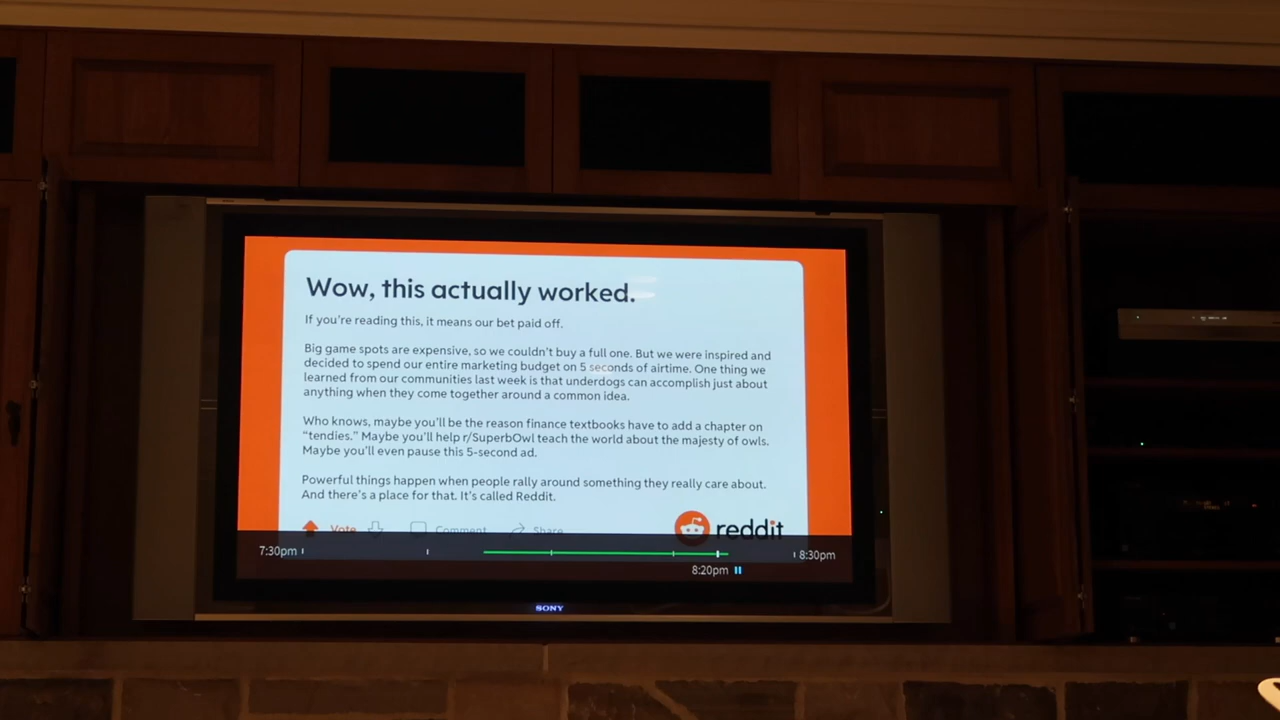 Wow, this actually worked.
If you're reading this, it means our bet paid off.
Big game spots are expensive, so we couldn't buy a full one. But we were inspired and
decided to spend our entire marketing budget on 5 seconds of airtime. One thing we
learned from our communities last week is that underdogs can accomplish just about
anything when they come together around a common idea.
Who knows, maybe you'll be the reason finance textbooks have to add a chapter on
"tendies." Maybe you'll help r/SuperbOwl teach the world about the majesty of owls.
Maybe you'll even pause this 5-second ad.
Powerful things happen when people rally around something they really care about.
And there's a place for that. It's called Reddit.
Vote Comment Share reddit
7:30pm 8:30pm
8:20pm
SONY